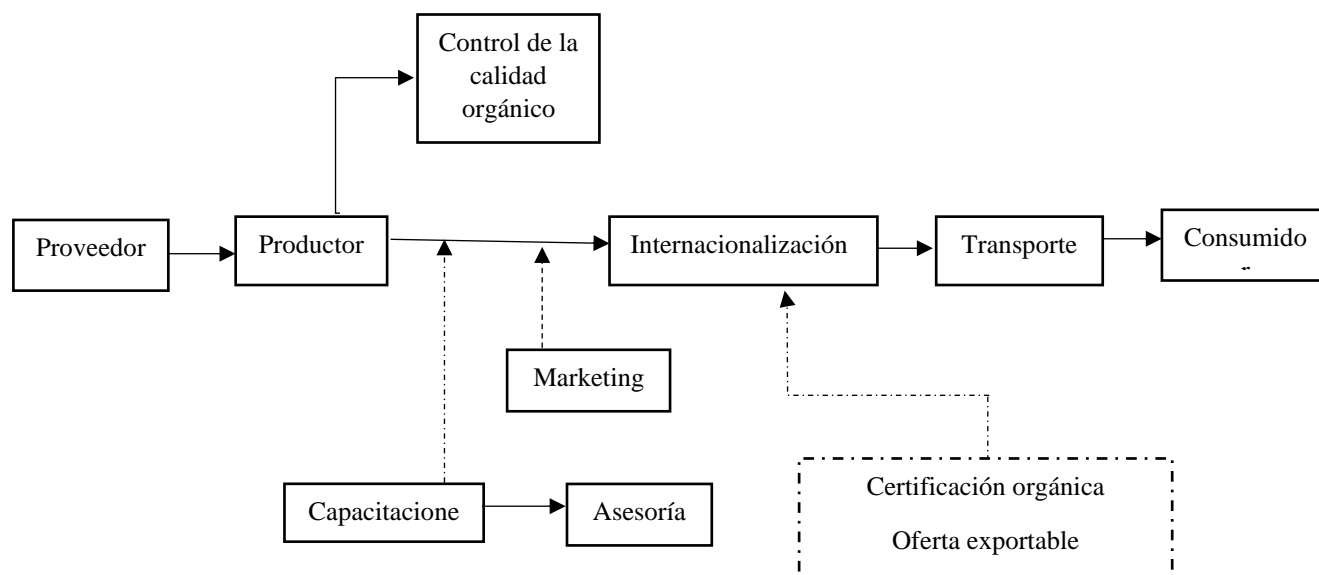 Control de la
calidad
orgánico
Proveedor
Productor
Internacionalización
Transporte
Consumido
Marketing
Capacitacione
Asesoría
Certificación orgánica
Oferta exportable